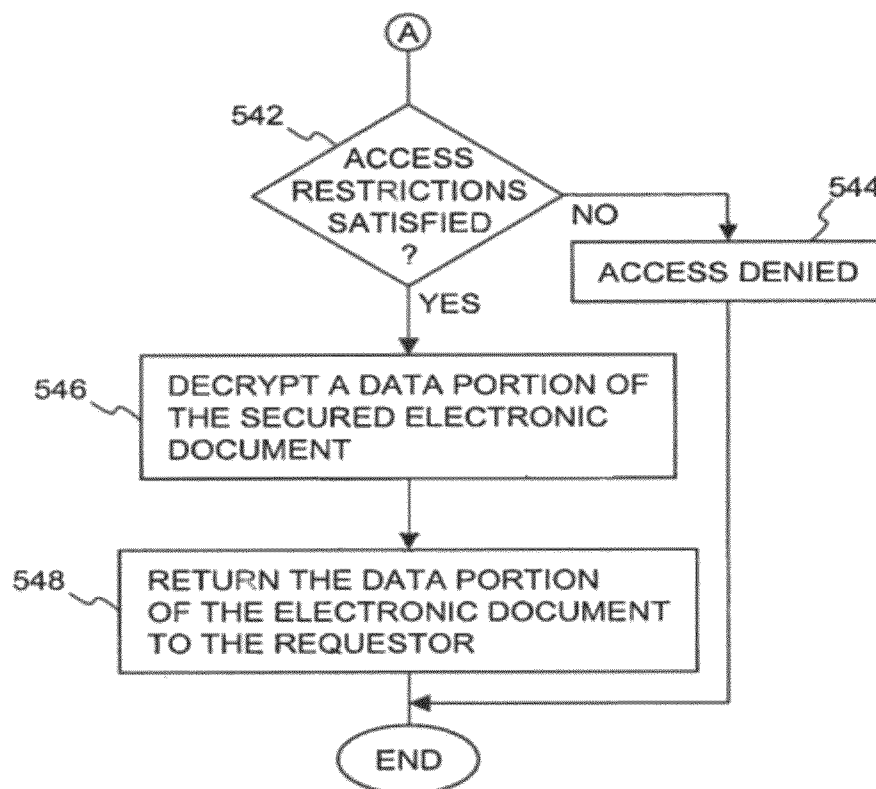 A
542
ACCESS
RESTRICTIONS
SATISFIED
?
NO
544
ACCESS DENIED
YES
546
DECRYPT A DATA PORTION OF
THE SECURED ELECTRONIC
DOCUMENT
548
RETURN THE DATA PORTION
OF THE ELECTRONIC DOCUMENT
TO THE REQUESTOR
END